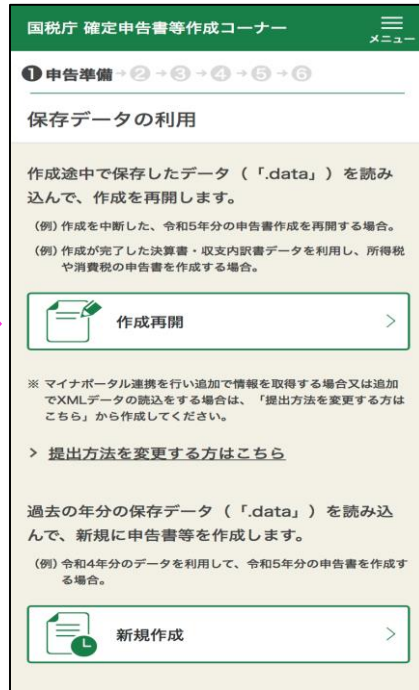 国税庁 確定申告書等作成コーナー
メニュー
1 申告準備 → 2 → 3 → 4 → 5 → 6
保存データの利用
作成途中で保存したデータ（「.data」）を読み
込んで、作成を再開します。
（例）作成を中断した、令和5年分の申告書作成を再開する場合。
（例）作成が完了した決算書・収支内訳書データを利用し、所得税
や消費税の申告書を作成する場合。
作成再開
※ マイナポータル連携を行い追加で情報を取得する場合又は追加
でXMLデータの読込をする場合は、「提出方法を変更する方は
こちら」から作成してください。
> 提出方法を変更する方はこちら
過去の年分の保存データ（「.data」）を読み込
んで、新規に申告書等を作成します。
（例）令和4年分のデータを利用して、令和5年分の申告書を作成す
る場合。
新規作成